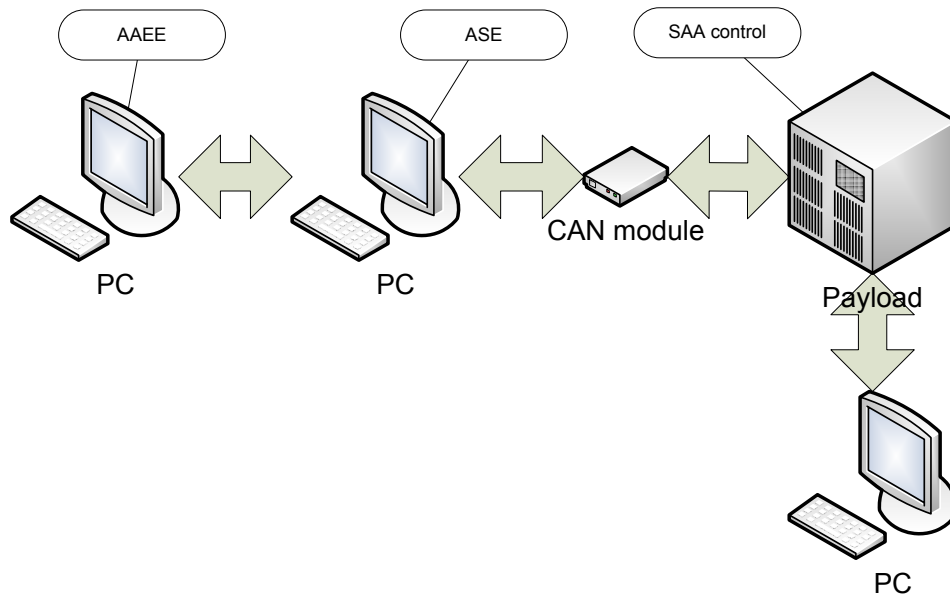 AAEE
ASE
SAA control
PC
PC
CAN module
Payload
PC